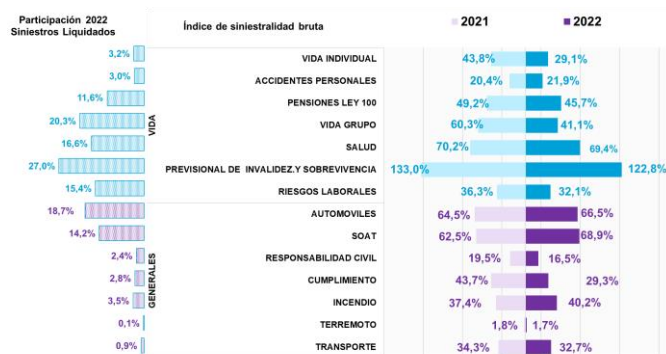 Participación 2022
Siniestros Liquidados
Índice de siniestralidad bruta
2021
2022
3,2%
VIDA INDIVIDUAL
43,8%
29,1%
3,0%
ACCIDENTES PERSONALES
20,4%
21,9%
11,6%
PENSIONES LEY 100
49,2%
45,7%
20,3%
VIDA GRUPO
60,3%
41,1%
16,6%
SALUD
70,2%
69,4%
27,0%
PREVISIONAL DE INVALIDEZ.Y SOBREVIVENCIA
133,0%
122,8%
15,4%
RIESGOS LABORALES
36,3%
32,1%
VIDA
18,7%
AUTOMOVILES
64,5%
66,5%
14,2%
SOAT
62,5%
68,9%
2,4%
RESPONSABILIDAD CIVIL
19,5%
16,5%
2,8%
CUMPLIMIENTO
43,7%
29,3%
3,5%
INCENDIO
37,4%
40,2%
0,1%
TERREMOTO
1,8%
1,7%
0,9%
TRANSPORTE
34,3%
32,7%
GENERALES